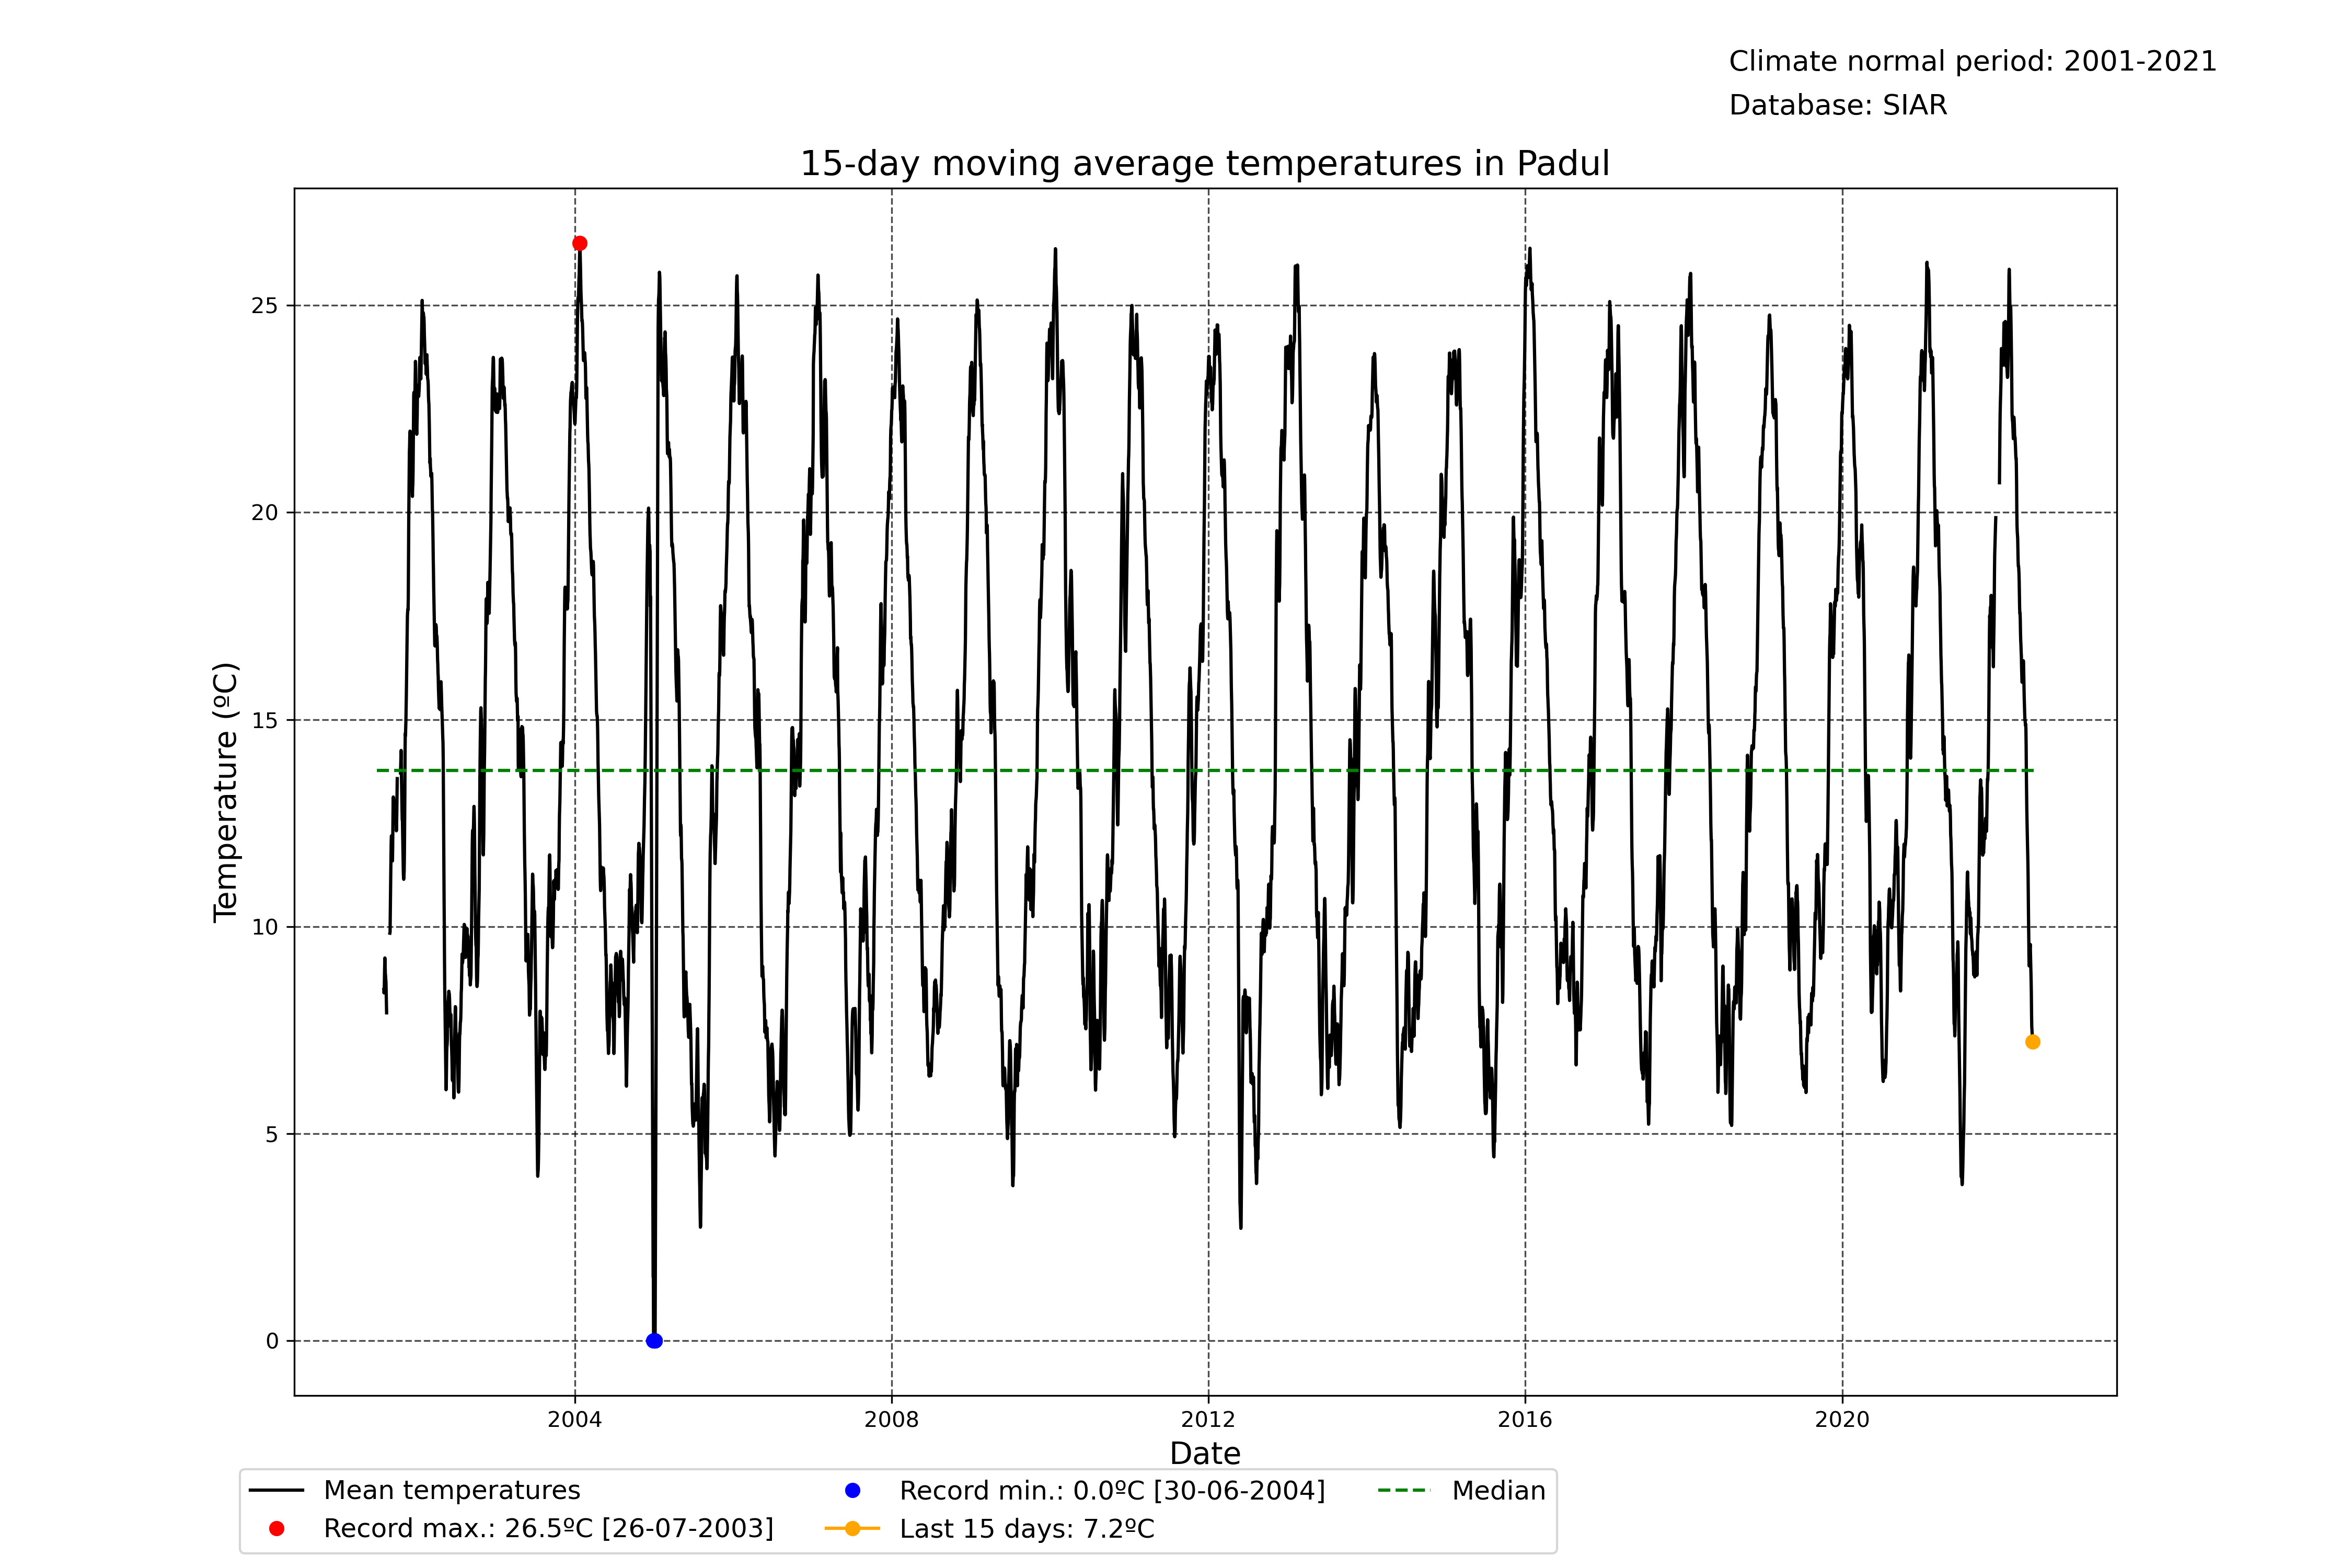 Climate normal period: 2001-2021
Database: SIAR
15-day moving average temperatures in Padul
Temperature (ºC)
25
20
15
10
5
0
2004 2008 2012 2016 2020
Date
Mean temperatures
Record max.: 26.5ºC [26-07-2003]
Record min.: 0.0ºC [30-06-2004]
Last 15 days: 7.2ºC
Median